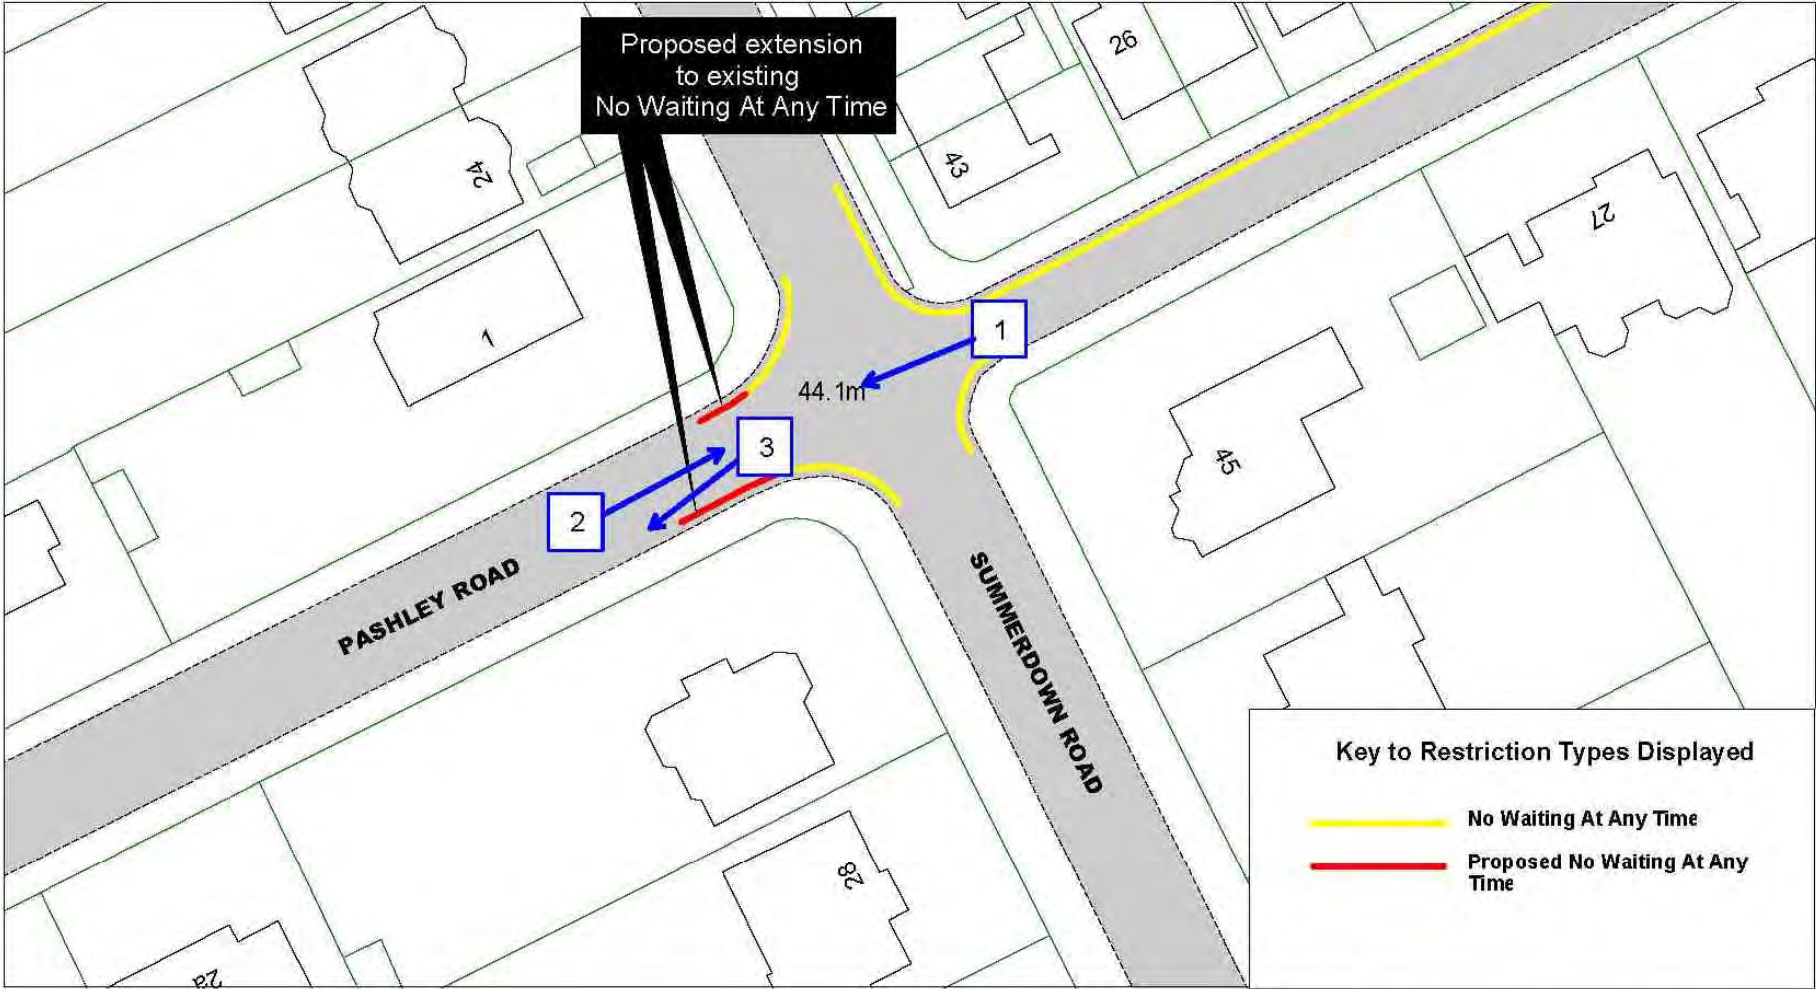 Proposed extension
to existing
No Waiting At Any Time
26
24
43
27
1
1
44.1m
3
45
2
PASHLEY ROAD
SUMMERDOWN ROAD
28
2a
Key to Restriction Types Displayed
No Waiting At Any Time
Proposed No Waiting At Any
Time